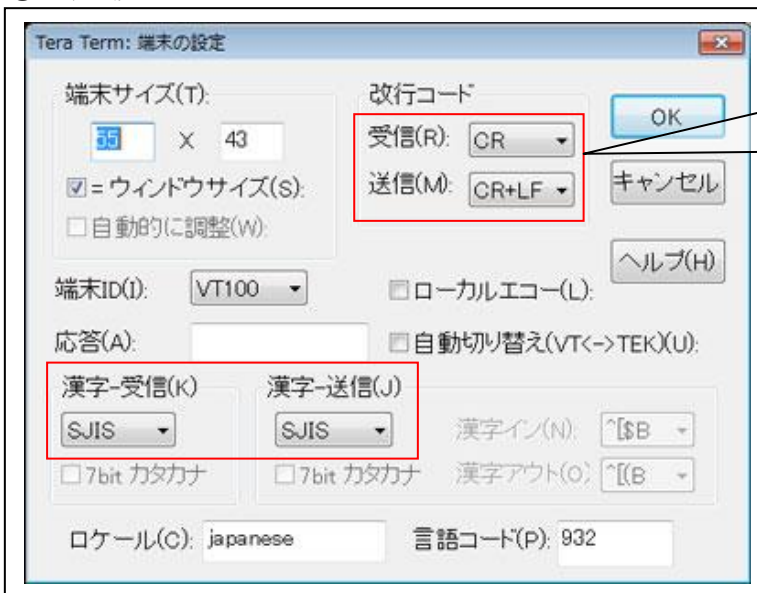 Tera Term: 端末の設定
端末サイズ(T):
55 X 43
= ウィンドウサイズ(S):
自動的に調整(W):
改行コード
受信(R): CR
送信(M): CR+LF
OK
キャンセル
ヘルプ(H)
端末ID(I): VT100
ローカルエコー(L):
応答(A):
自動切り替え(VT<->TEK)(U):
漢字-受信(K)
SJIS
7bit カタカナ
漢字-送信(J)
SJIS
7bit カタカナ
漢字イン(N): ^[$B
漢字アウト(O): ^[(B
ロケール(C): japanese
言語コード(P): 932